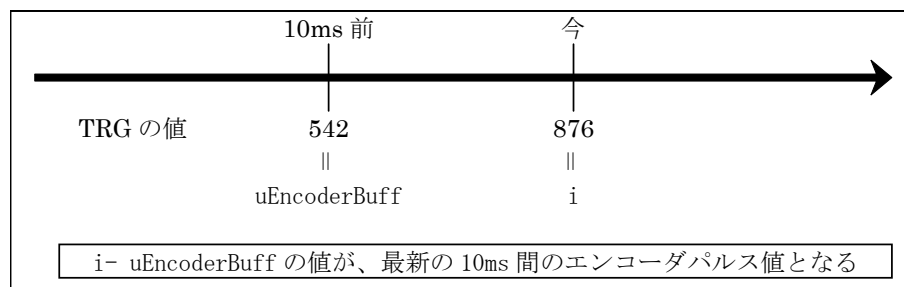 10ms 前 今
TRG の値 542 876
|| ||
uEncoderBuff i
i- uEncoderBuff の値が、最新の 10ms 間のエンコーダパルス値となる